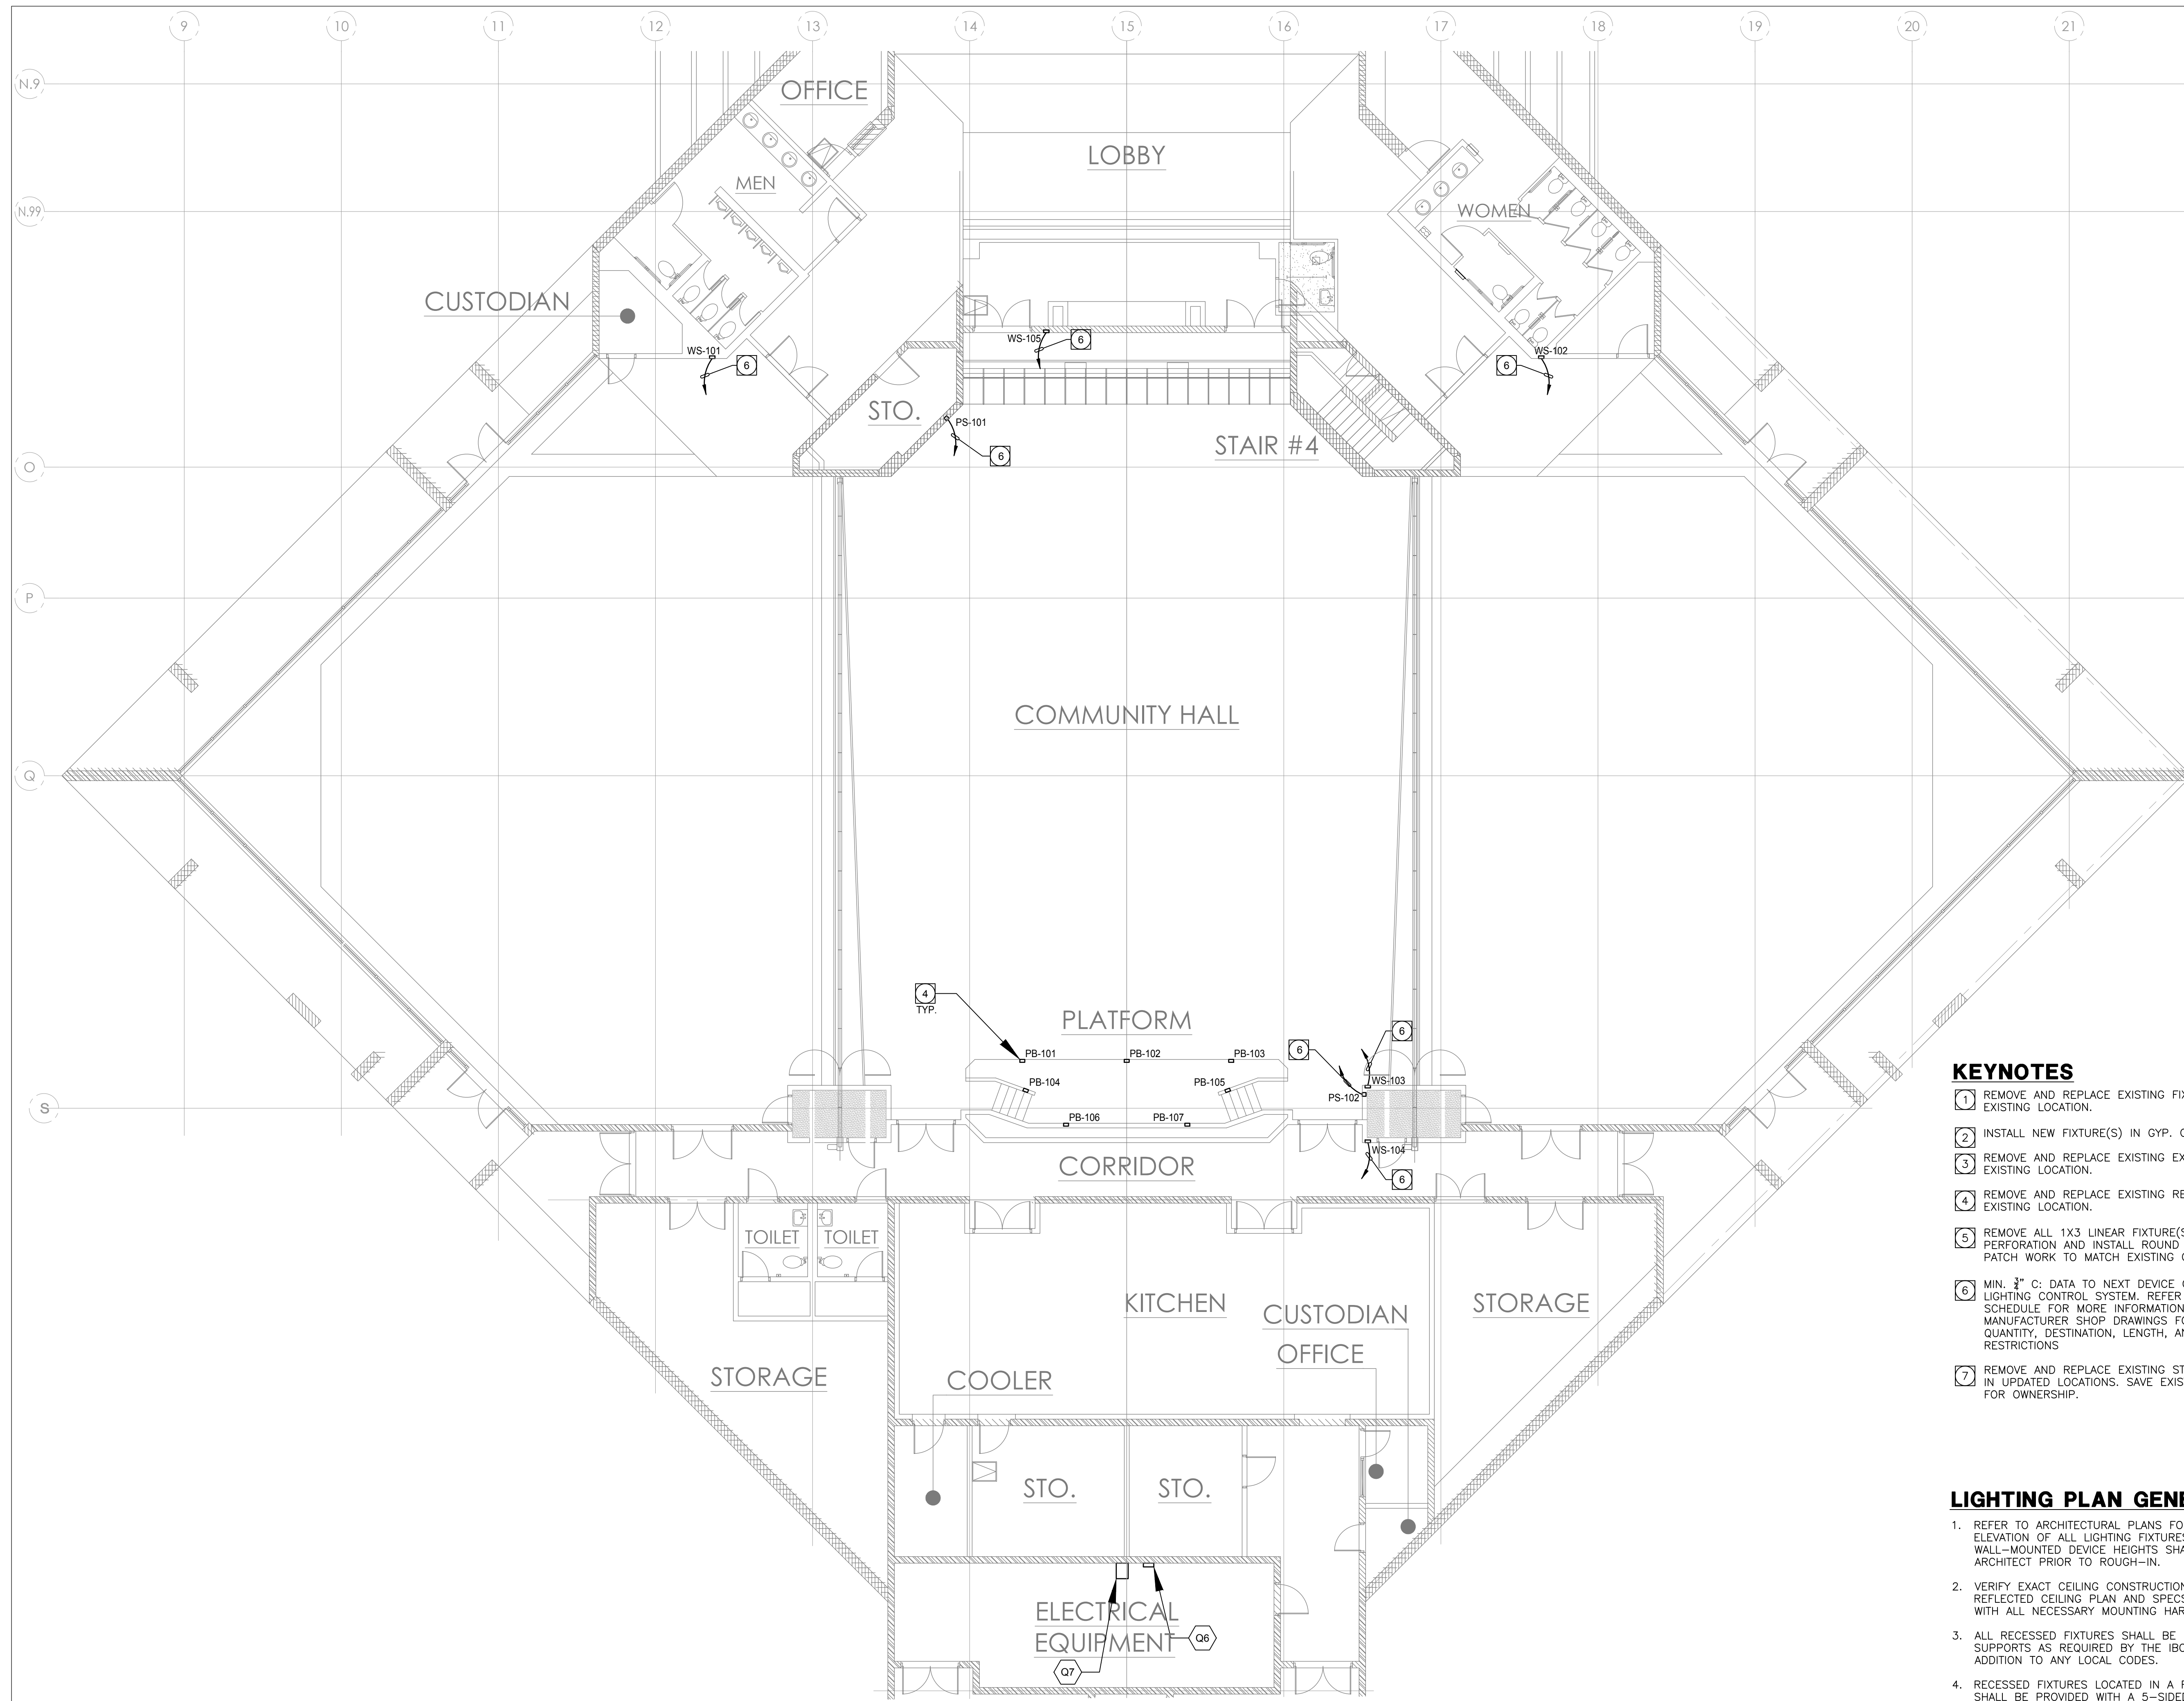 9 10 11 12 13 14 15 16 17 18 19 20 21
N.9
OFFICE
LOBBY
MEN
N.99
WOMEN
CUSTODIAN
WS-105
6
WS-101
6
WS-102
6
STO.
PS-101
STAIR #4
6
O
P
COMMUNITY HALL
Q
4
TYP.
PLATFORM
6
6
PB-101
PB-102
PB-103
PB-104
PB-105
WS-103
PS-102
S
PB-106
PB-107
WS-104
CORRIDOR
6
TOILET
TOILET
KITCHEN
CUSTODIAN
STORAGE
OFFICE
STORAGE
COOLER
STO.
STO.
ELECTRICAL
EQUIPMENT
Q6
Q7
KEYNOTES
1 REMOVE AND REPLACE EXISTING
EXISTING LOCATION.
2 INSTALL NEW FIXTURE(S) IN GYP.
3 REMOVE AND REPLACE EXISTING
EXISTING LOCATION.
4 REMOVE AND REPLACE EXISTING
EXISTING LOCATION.
5 REMOVE ALL 1X3 LINEAR
PERFORATION AND INSTALL ROUND
PATCH WORK TO MATCH EXISTING
6 MIN. ¾" C: DATA TO NEXT DEVICE
LIGHTING CONTROL SYSTEM. REFER
SCHEDULE FOR MORE INFORMATION
MANUFACTURER SHOP DRAWINGS
QUANTITY, DESTINATION, LENGTH,
RESTRICTIONS
7 REMOVE AND REPLACE EXISTING
IN UPDATED LOCATIONS. SAVE
FOR OWNERSHIP.
LIGHTING PLAN
1. REFER TO ARCHITECTURAL PLANS
ELEVATION OF ALL LIGHTING FIXTURES
WALL-MOUNTED DEVICE HEIGHTS
ARCHITECT PRIOR TO ROUGH-IN.
2. VERIFY EXACT CEILING CONSTRUCTION
REFLECTED CEILING PLAN AND
WITH ALL NECESSARY MOUNTING
3. ALL RECESSED FIXTURES SHALL BE
SUPPORTS AS REQUIRED BY THE
ADDITION TO ANY LOCAL CODES.
4. RECESSED FIXTURES LOCATED IN A
SHALL BE PROVIDED WITH A